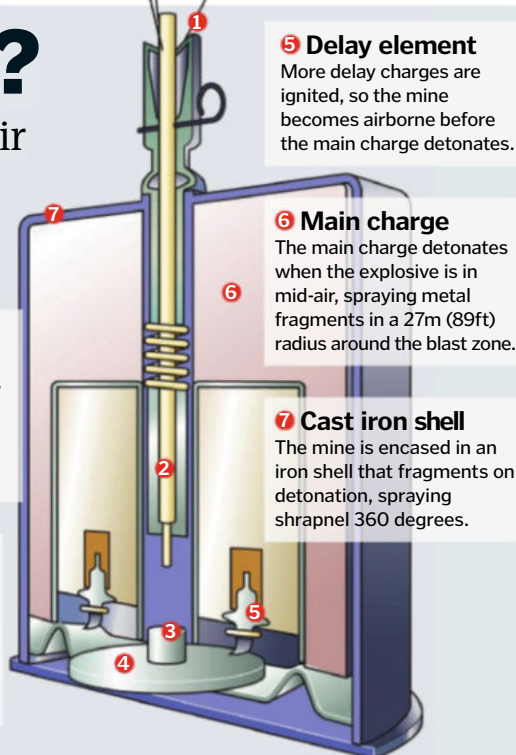 ?
ir
1
7
6
2
3
4
5
5 Delay element
More delay charges are
ignited, so the mine
becomes airborne before
the main charge detonates.
6 Main charge
The main charge detonates
when the explosive is in
mid-air, spraying metal
fragments in a 27m (89ft)
radius around the blast zone.
7 Cast iron shell
The mine is encased in an
iron shell that fragments on
detonation, spraying
shrapnel 360 degrees.